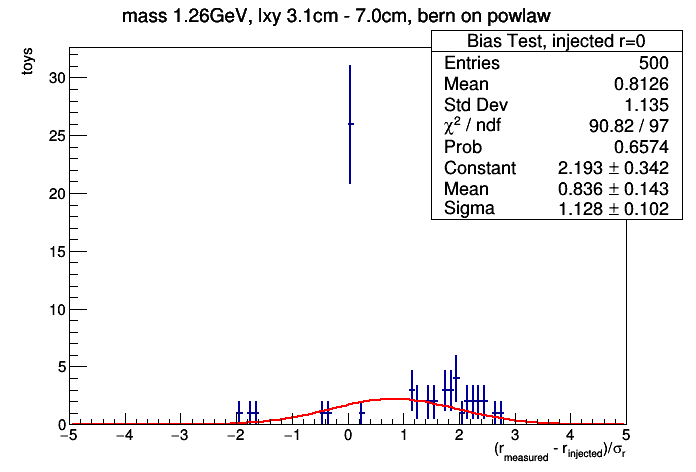 mass 1.26GeV, lxy 3.1cm - 7.0cm, bern on powlaw
toys
Bias Test, injected r=0
Entries 500
Mean 0.8126
Std Dev 1.135
χ² / ndf 90.82 / 97
Prob 0.6574
Constant 2.193 ± 0.342
Mean 0.836 ± 0.143
Sigma 1.128 ± 0.102
30
25
20
15
10
5
0
−5 −4 −3 −2 −1 0 1 2 3 4 5
(r_measured - r_injected)/σ_r